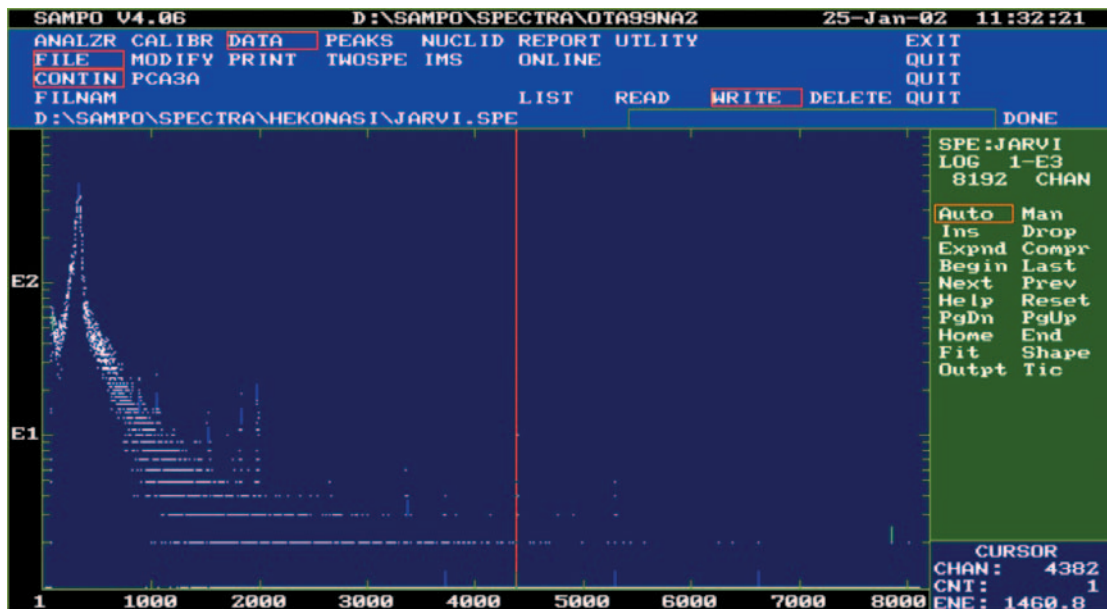 SAMPO V4.06 D:\SAMPO\SPECTRA\OTA99NA2 25-Jan-02 11:32:21
ANALZR CALIBR DATA PEAKS NUCLID REPORT UTLITY EXIT
FILE MODIFY PRINT TWOSPE IMS ONLINE QUIT
CONTIN PCA3A QUIT
FILNAM LIST READ WRITE DELETE QUIT
D:\SAMPO\SPECTRA\HEKONASI\JARVI.SPE DONE
SPE:JARVI
LOG 1-E3
8192 CHAN
Auto Man
Ins Drop
Expnd Compr
Begin Last
Next Prev
Help Reset
PgDn PgUp
Home End
Fit Shape
Outpt Tic
E2
E1
CURSOR
CHAN: 4382
CNT: 1
ENE: 1460.8
1 1000 2000 3000 4000 5000 6000 7000 8000